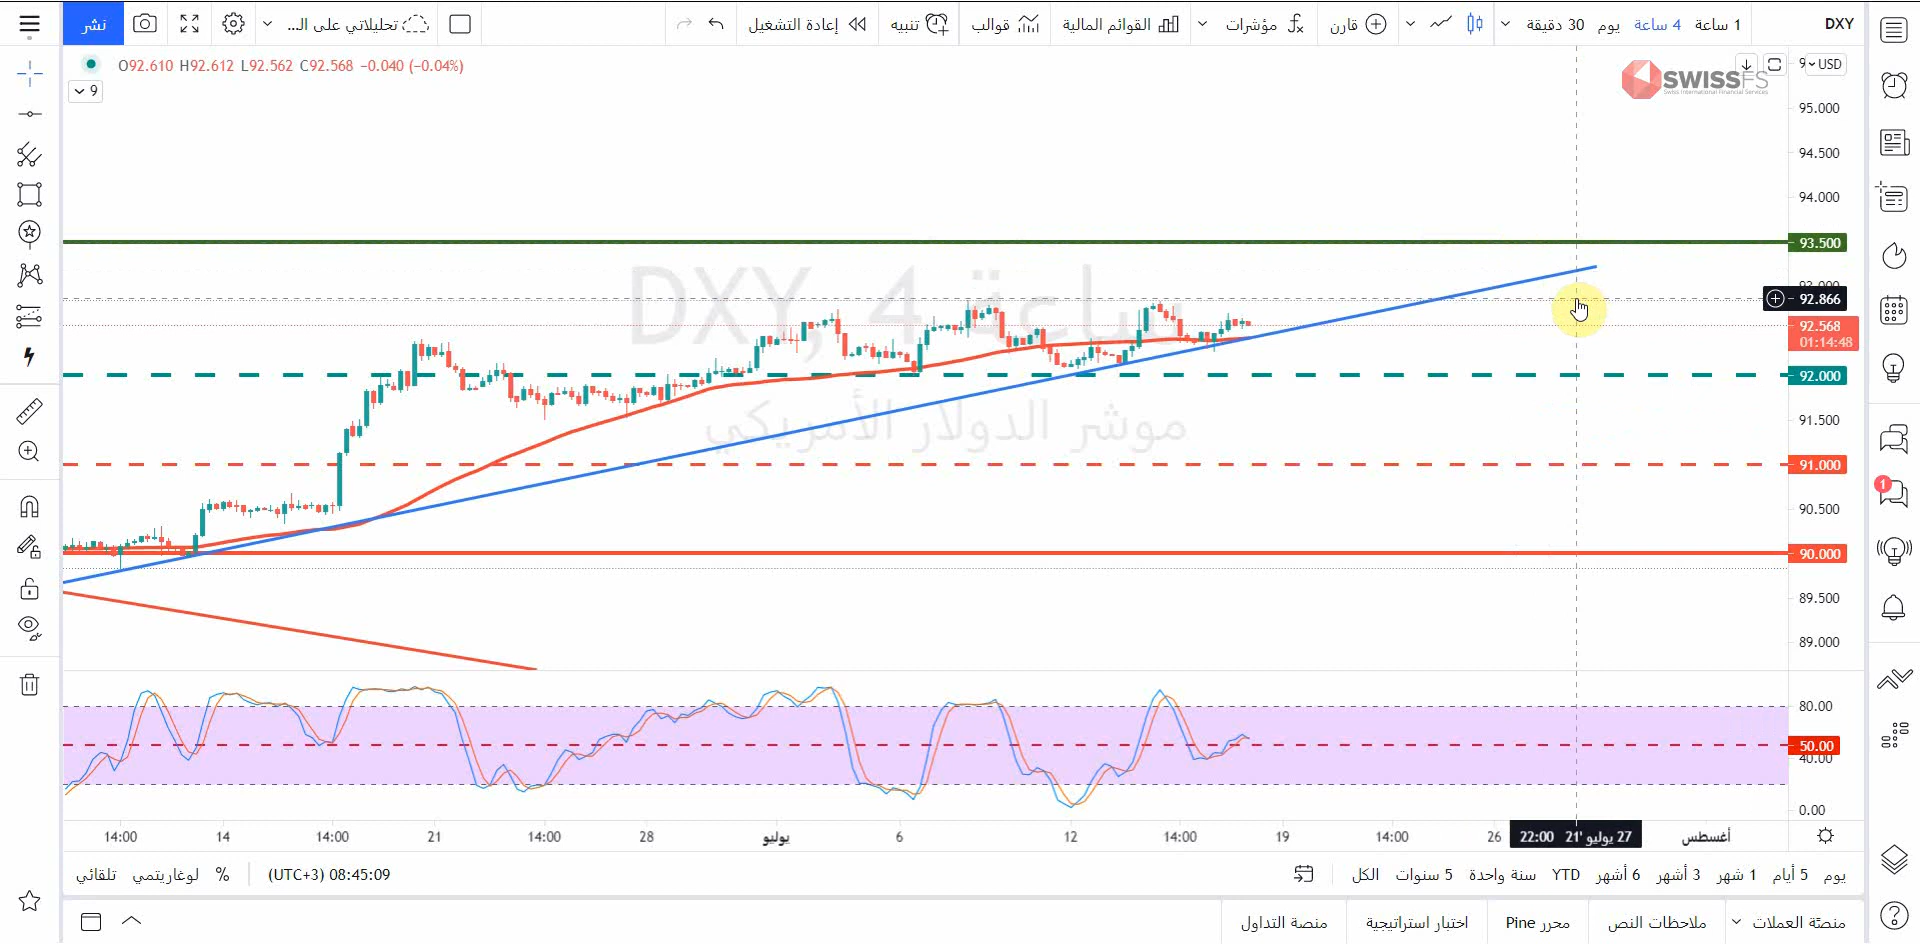 DXY
1 ساعة 4 ساعة يوم 30 دقيقة
قارن
مؤشرات
القوائم المالية
قوالب
تنبيه
إعادة التشغيل
تحليلاتي على الـ...
نشر
O92.610 H92.612 L92.562 C92.568 −0.040 (−0.04%)
9
SWISSFS
Swiss International Financial Services
USD
95.000
94.500
94.000
93.500
92.866
92.568
01:14:48
92.000
91.500
91.000
90.500
90.000
89.500
89.000
DXY, 4 ساعة
موشر الدولار الأمريكي
80.00
50.00
40.00
0.00
1
14:00 14 14:00 21 14:00 28 يوليو 6 12 14:00 19 14:00 26 27 يوليو '21 22:00 أغسطس
يوم 5 أيام 1 شهر 3 أشهر 6 أشهر YTD سنة واحدة 5 سنوات الكل
08:45:09 (UTC+3)
% لوغاريتمي تلقائي
منصّة العملات ملاحظات النص محرر Pine اختبار استراتيجية منصة التداول